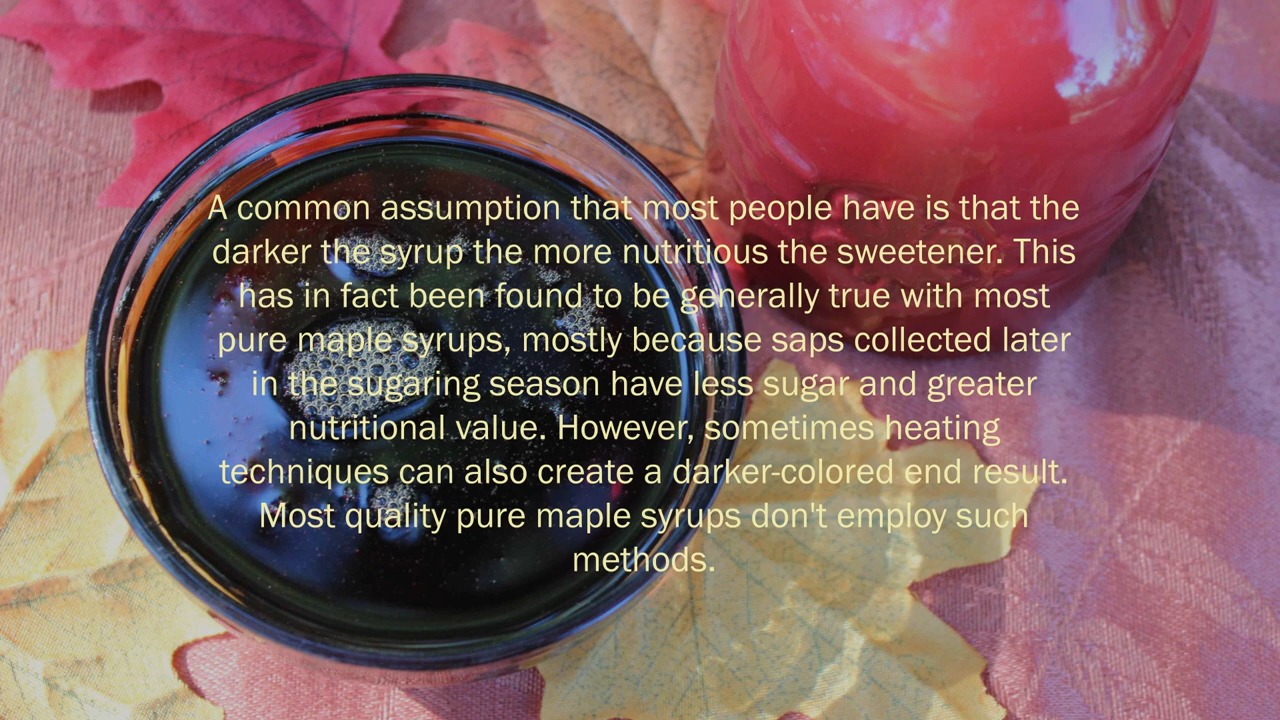 A common assumption that most people have is that the
darker the syrup the more nutritious the sweetener. This
has in fact been found to be generally true with most
pure maple syrups, mostly because saps collected later
in the sugaring season have less sugar and greater
nutritional value. However, sometimes heating
techniques can also create a darker-colored end result.
Most quality pure maple syrups don't employ such
methods.